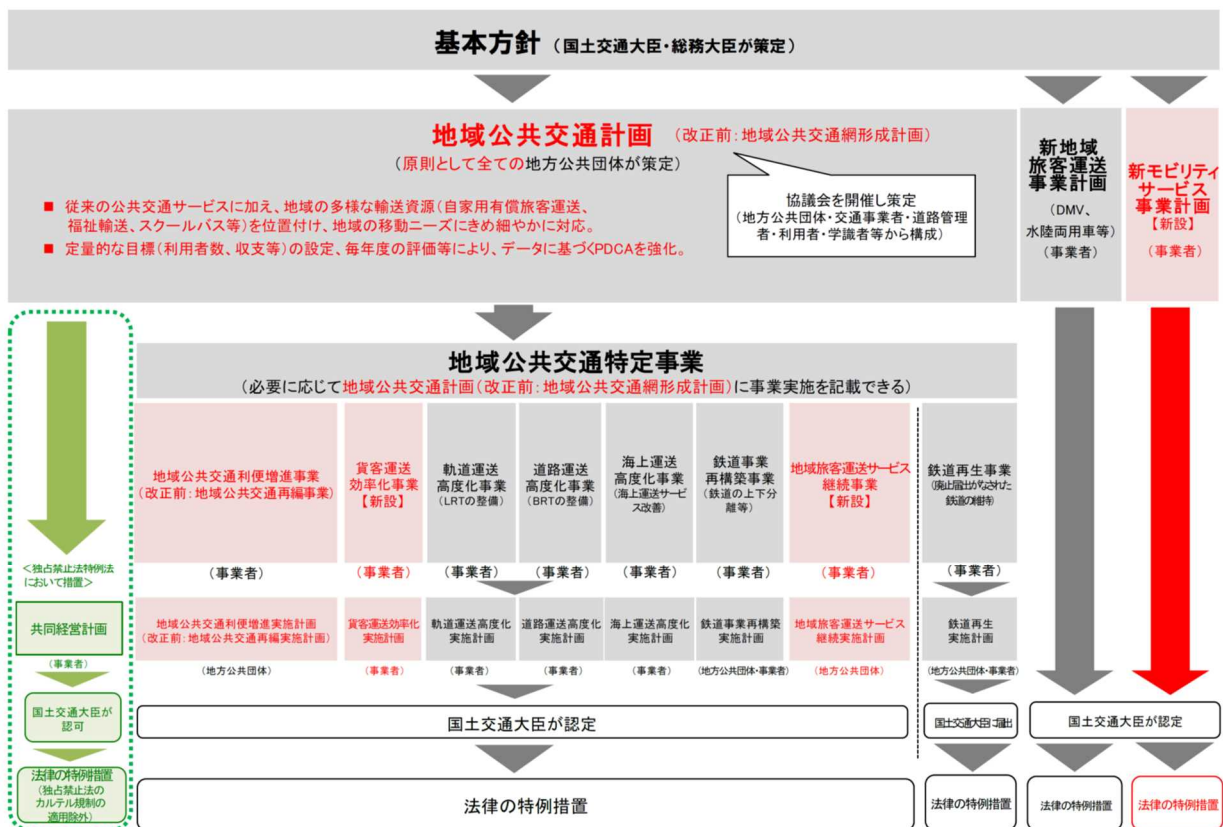 基本方針（国土交通大臣・総務大臣が策定）
地域公共交通計画（改正前：地域公共交通網形成計画）
（原則として全ての地方公共団体が策定）
■ 従来の公共交通サービスに加え、地域の多様な輸送資源（自家用有償旅客運送、
福祉輸送、スクールバス等）を位置付け、地域の移動ニーズにきめ細やかに対応。
■ 定量的な目標（利用者数、収支等）の設定、毎年度の評価等により、データに基づくPDCAを強化。
協議会を開催し策定
（地方公共団体・交通事業者・道路管理
者・利用者・学識者等から構成）
新地域
旅客運送
事業計画
（DMV、
水陸両用車等）
（事業者）
新モビリティ
サービス
事業計画
【新設】
（事業者）
地域公共交通特定事業
（必要に応じて地域公共交通計画（改正前：地域公共交通網形成計画）に事業実施を記載できる）
地域公共交通利便増進事業
（改正前：地域公共交通再編事業）
（事業者）
貨客運送
効率化事業
【新設】
（事業者）
軌道運送
高度化事業
（LRTの整備）
（事業者）
道路運送
高度化事業
（BRTの整備）
（事業者）
海上運送
高度化事業
（海上運送サービ
ス改善）
（事業者）
鉄道事業
再構築事業
（鉄道の上下分
離等）
（事業者）
地域旅客運送サービス
継続事業
【新設】
（事業者）
鉄道再生事業
（廃止届出がなされた
鉄道の維持）
（事業者）
＜独占禁止法特例法
において措置＞
共同経営計画
（事業者）
国土交通大臣が
認可
法律の特例措置
（独占禁止法の
カルテル規制の
適用除外）
地域公共交通利便増進実施計画
（改正前：地域公共交通再編実施計画）
（地方公共団体）
貨客運送効率化
実施計画
（事業者）
軌道運送高度化
実施計画
（事業者）
道路運送高度化
実施計画
（事業者）
海上運送高度化
実施計画
（事業者）
鉄道事業再構築
実施計画
（地方公共団体・事業者）
地域旅客運送サービス
継続実施計画
（地方公共団体）
鉄道再生
実施計画
（地方公共団体・事業者）
国土交通大臣が認定
国土交通大臣に届出
国土交通大臣が認定
法律の特例措置
法律の特例措置
法律の特例措置
法律の特例措置